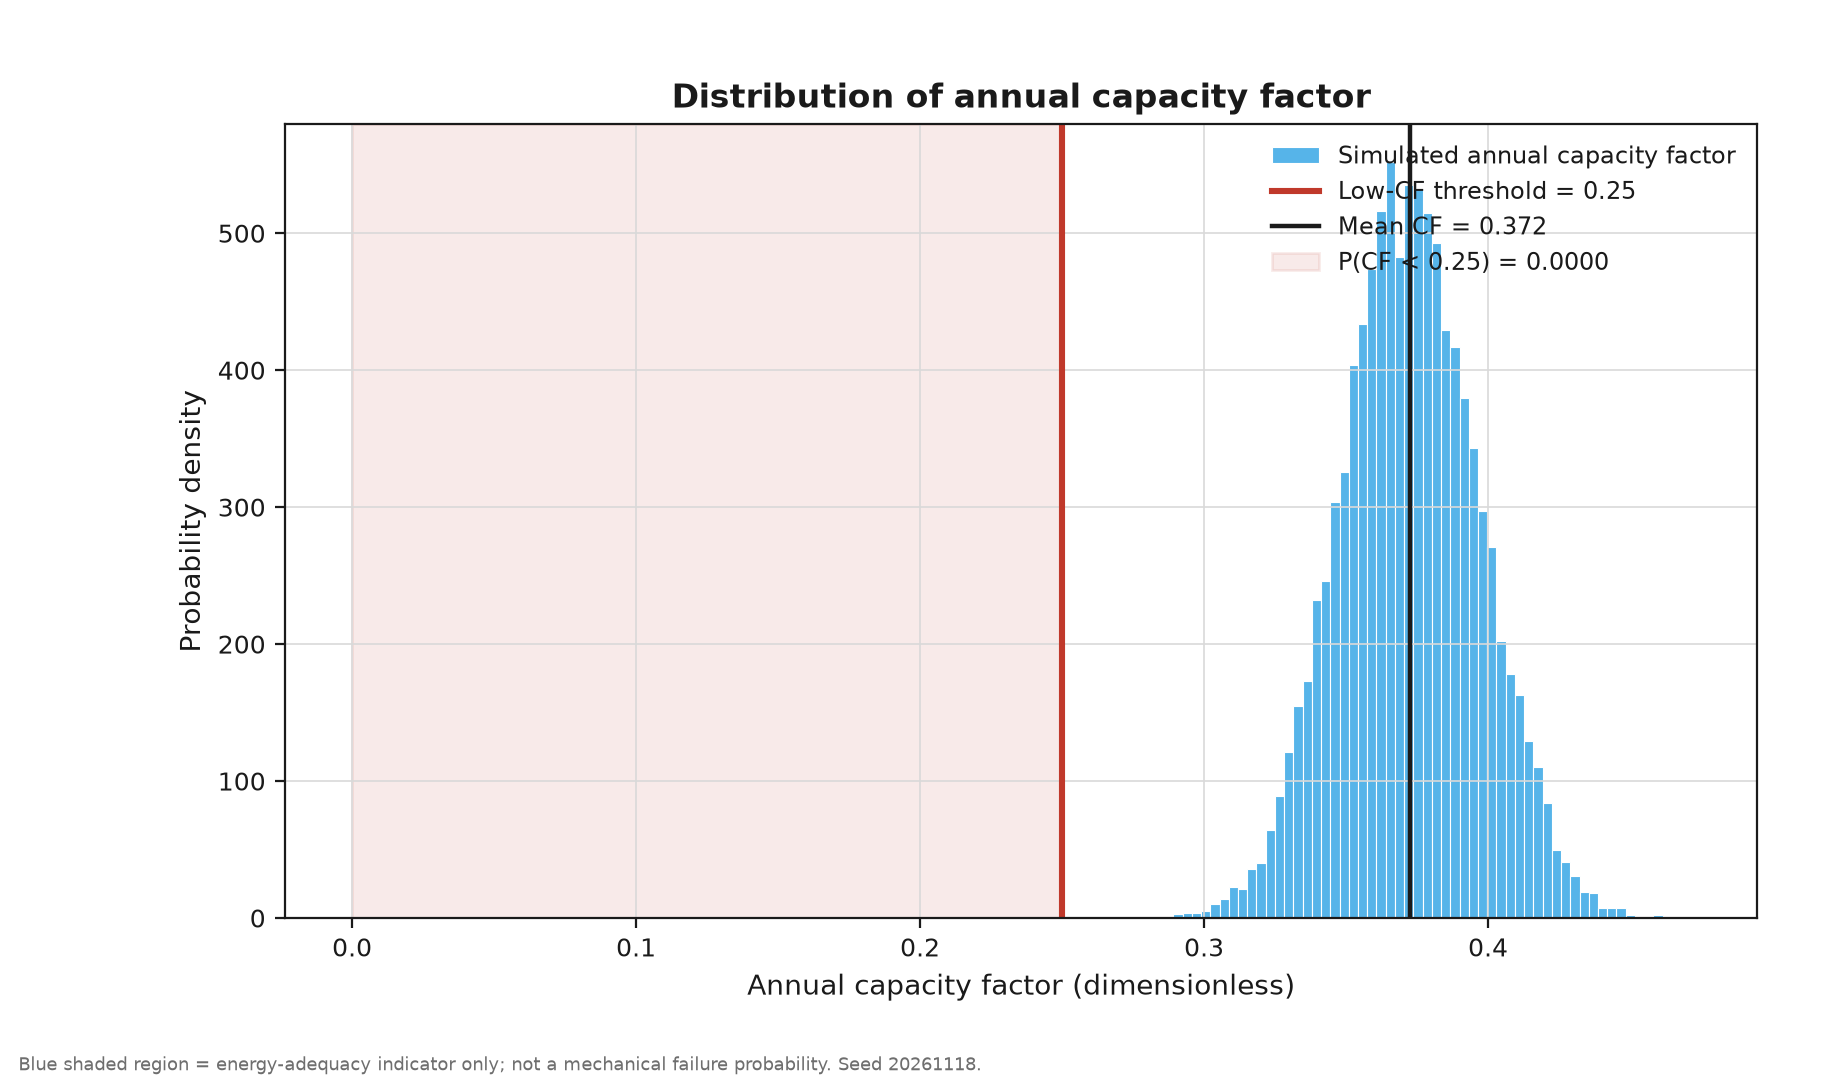 Distribution of annual capacity factor
Simulated annual capacity factor
Low-CF threshold = 0.25
Mean CF = 0.372
P(CF < 0.25) = 0.0000
Probability density
500
400
300
200
100
0
0.0 0.1 0.2 0.3 0.4
Annual capacity factor (dimensionless)
Blue shaded region = energy-adequacy indicator only; not a mechanical failure probability. Seed 20261118.